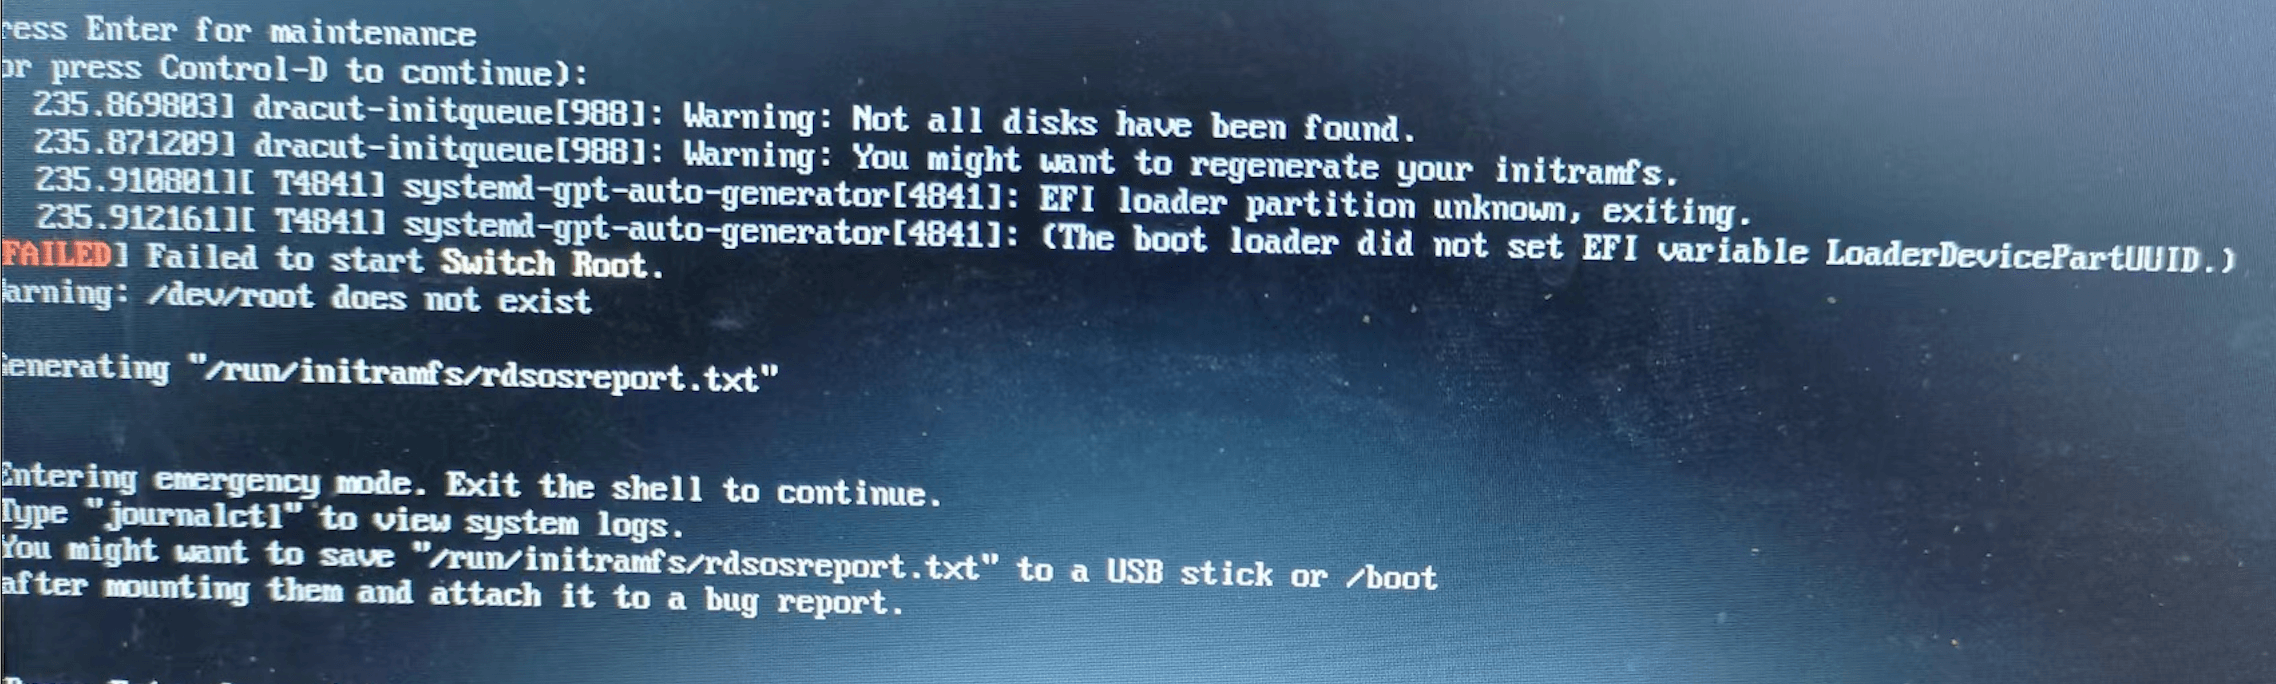 ress Enter for maintenance
or press Control-D to continue):
235.869803] dracut-initqueue[988]: Warning: Not all disks have been found.
235.871209] dracut-initqueue[988]: Warning: You might want to regenerate your initramfs.
235.910801][ T4841] systemd-gpt-auto-generator[4841]: EFI loader partition unknown, exiting.
235.912161][ T4841] systemd-gpt-auto-generator[4841]: (The boot loader did not set EFI variable LoaderDevicePartUUID.)
FAILED] Failed to start Switch Root.
arning: /dev/root does not exist
Generating "/run/initramfs/rdsosreport.txt"
Entering emergency mode. Exit the shell to continue.
Type "journalctl" to view system logs.
You might want to save "/run/initramfs/rdsosreport.txt" to a USB stick or /boot
after mounting them and attach it to a bug report.